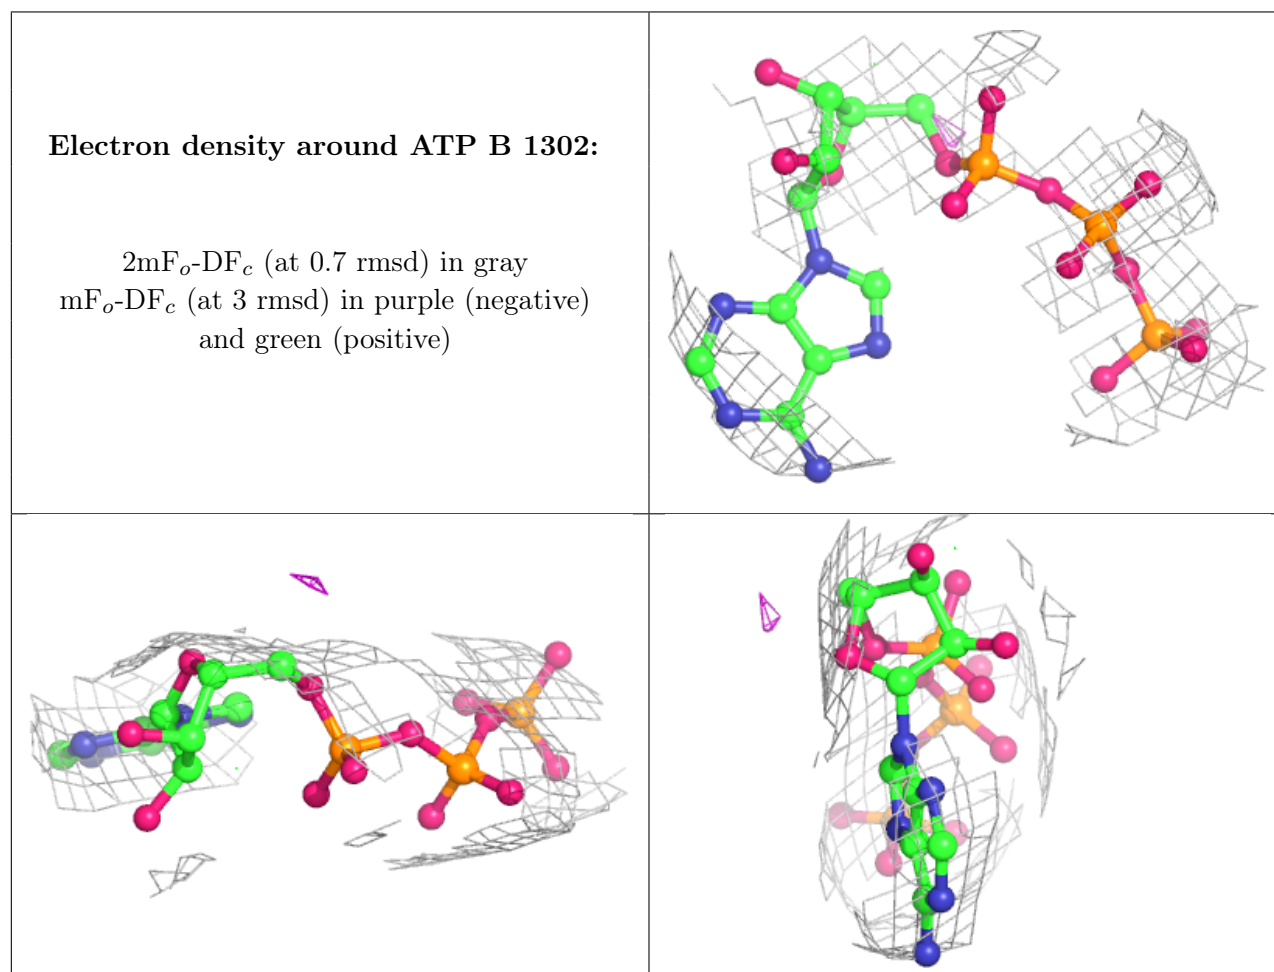 Electron density around ATP B 1302:
2mFo-DFc (at 0.7 rmsd) in gray
mFo-DFc (at 3 rmsd) in purple (negative)
and green (positive)